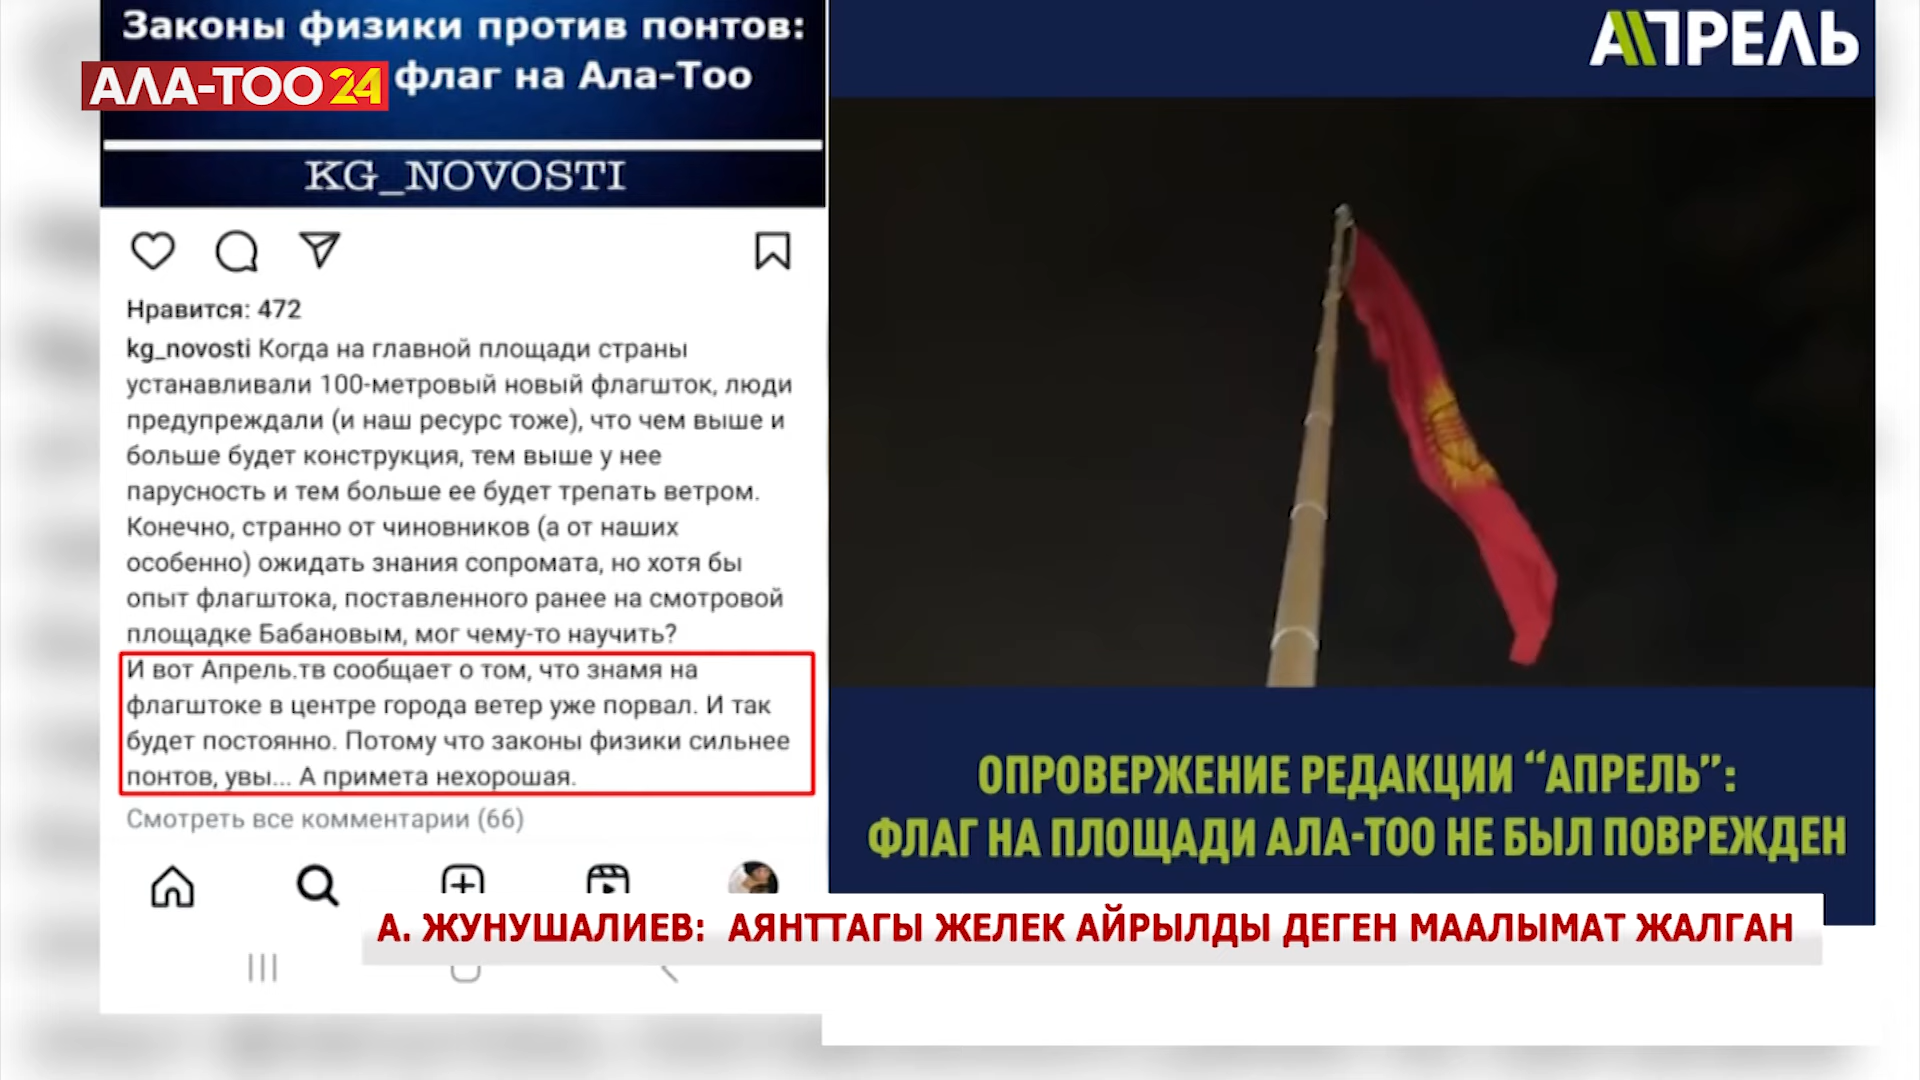 Законы физики против понтов:
флаг на Ала-Тоо
АЛА-ТОО 24
KG_NOVOSTI
Нравится: 472
kg_novosti Когда на главной площади страны
устанавливали 100-метровый новый флагшток, люди
предупреждали (и наш ресурс тоже), что чем выше и
больше будет конструкция, тем выше у нее
парусность и тем больше ее будет трепать ветром.
Конечно, странно от чиновников (а от наших
особенно) ожидать знания сопромата, но хотя бы
опыт флагштока, поставленного ранее на смотровой
площадке Бабановым, мог чему-то научить?
И вот Апрель.тв сообщает о том, что знамя на
флагштоке в центре города ветер уже порвал. И так
будет постоянно. Потому что законы физики сильнее
понтов, увы... А примета нехорошая.
Смотреть все комментарии (66)
АПРЕЛЬ
ОПРОВЕРЖЕНИЕ РЕДАКЦИИ “АПРЕЛЬ”:
ФЛАГ НА ПЛОЩАДИ АЛА-ТОО НЕ БЫЛ ПОВРЕЖДЕН
А. ЖУНУШАЛИЕВ: АЯНТТАГЫ ЖЕЛЕК АЙРЫЛДЫ ДЕГЕН МААЛЫМАТ ЖАЛГАН